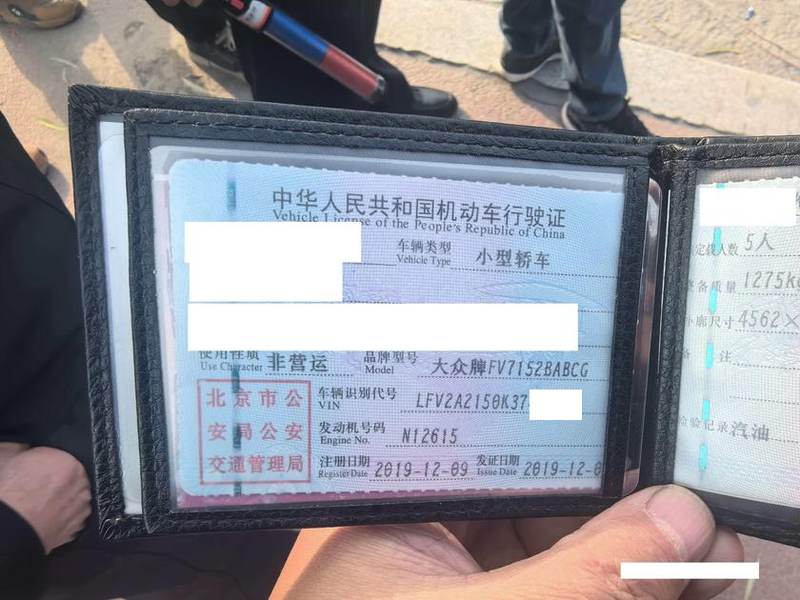 中华人民共和国机动车行驶证
Vehicle License of the People's Republic of China
车辆类型 小型轿车
Vehicle Type
使用性质 非营运 品牌型号 大众牌FV7152BABCG
Use Character Model
北京市公
安局公安
交通管理局
车辆识别代号 LFV2A2150K37
VIN
发动机号码 N12615
Engine No.
注册日期 2019-12-09 发证日期 2019-12-0
Register Date Issue Date
定载人数 5人
整备质量 1275kg
外廓尺寸 4562×
备 注
检验记录 汽油